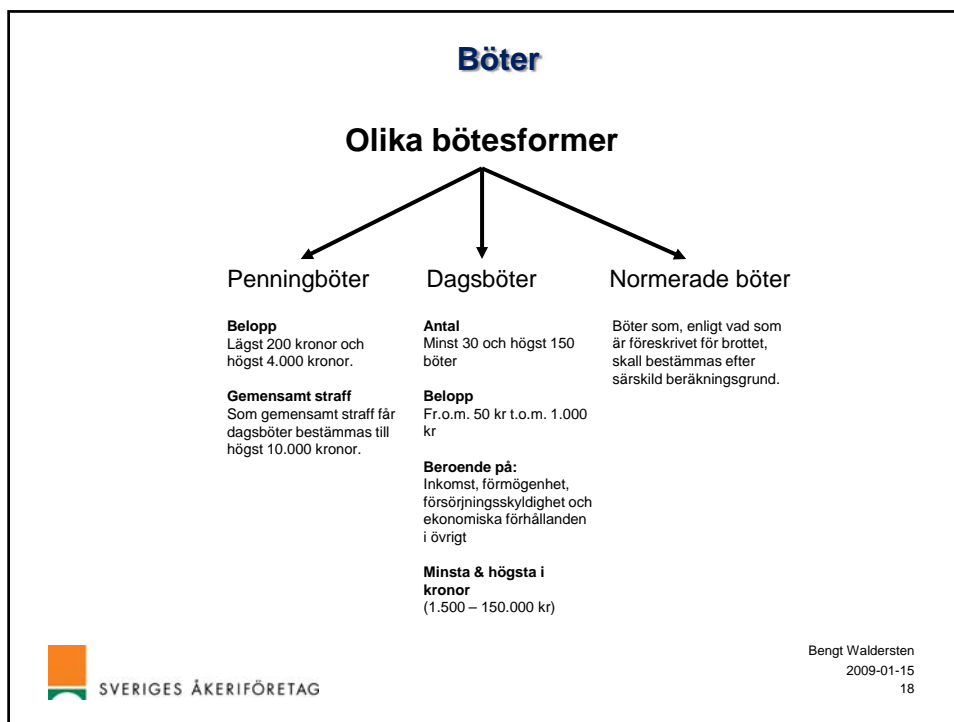 Böter
Olika bötesformer
Penningböter
Belopp
Lägst 200 kronor och
högst 4.000 kronor.
Gemensamt straff
Som gemensamt straff får
dagsböter bestämmas till
högst 10.000 kronor.
Dagsböter
Antal
Minst 30 och högst 150
böter
Belopp
Fr.o.m. 50 kr t.o.m. 1.000
kr
Beroende på:
Inkomst, förmögenhet,
försörjningsskyldighet och
ekonomiska förhållanden
i övrigt
Minsta & högsta i
kronor
(1.500 – 150.000 kr)
Normerade böter
Böter som, enligt vad som
är föreskrivet för brottet,
skall bestämmas efter
särskild beräkningsgrund.
SVERIGES ÅKERIFÖRETAG
Bengt Waldersten
2009-01-15
18